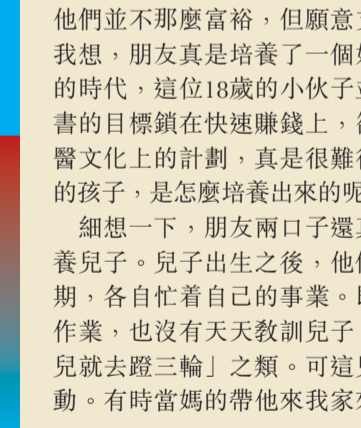 他們並不那麼富裕，但願意
我想，朋友真是培養了一個
的時代，這位18歲的小伙子
書的目標鎖在快速賺錢上，
醫文化上的計劃，真是很難
的孩子，是怎麼培養出來的呢
細想一下，朋友兩口子還
養兒子。兒子出生之後，他
期，各自忙着自己的事業。
作業，也沒有天天教訓兒子
兒就去蹬三輪」之類。可這
動。有時當媽的帶他來我家